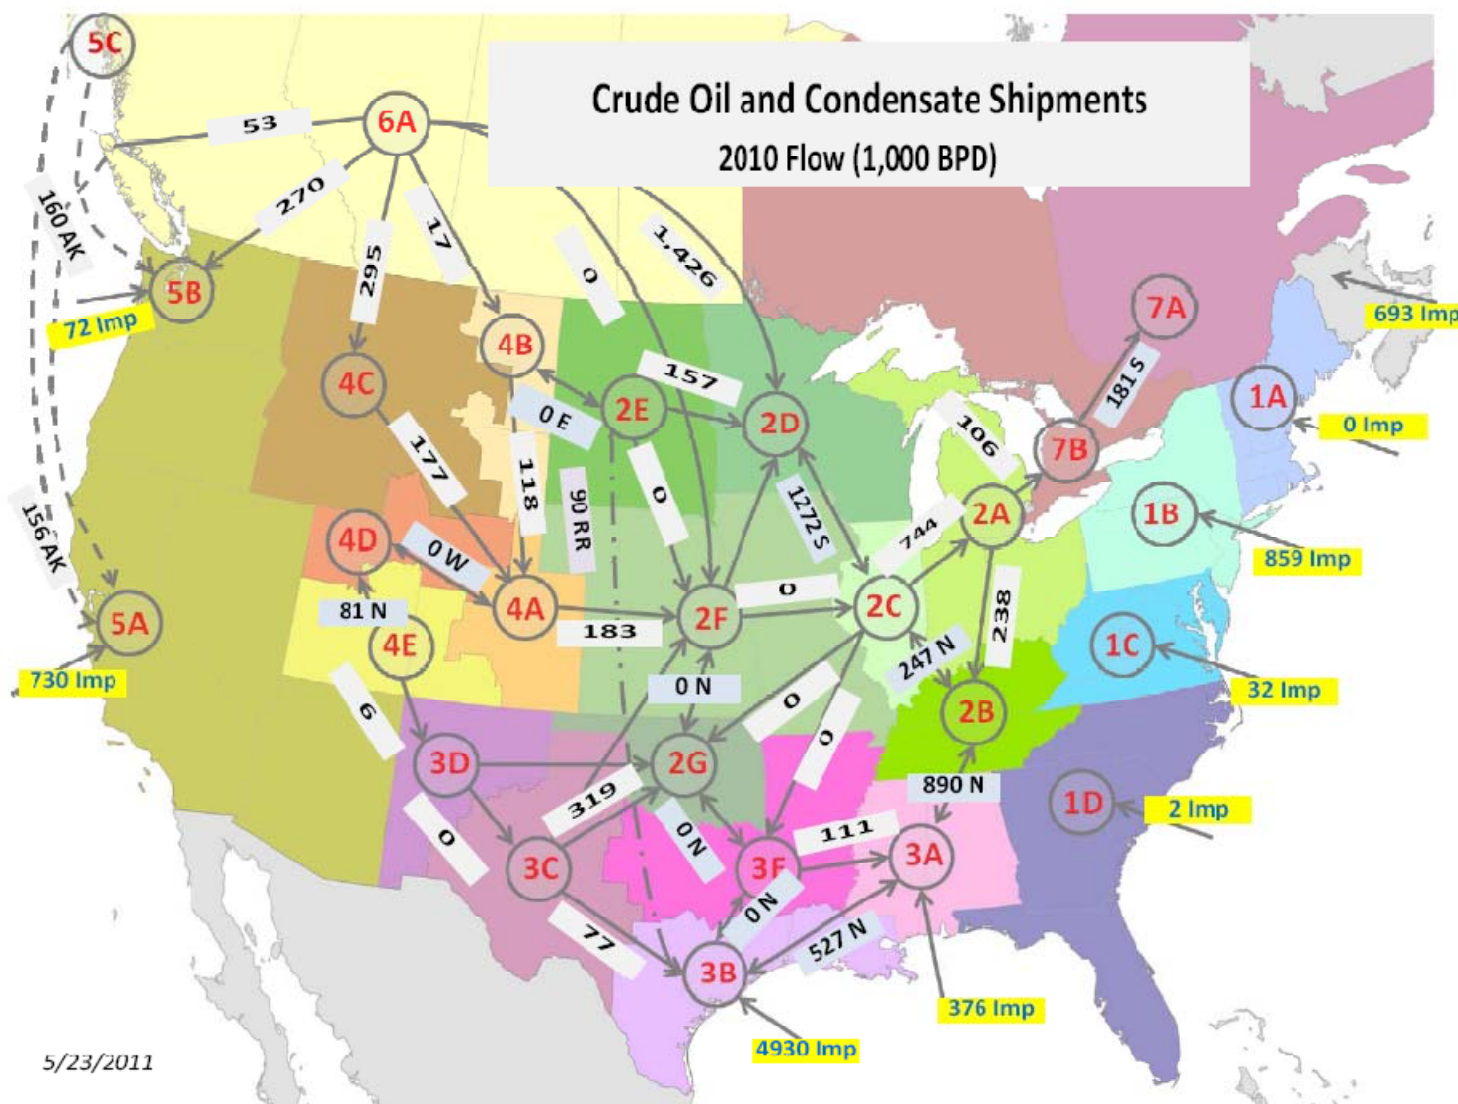 5C
Crude Oil and Condensate Shipments
2010 Flow (1,000 BPD)
53
6A
160 AK
270
17
1,426
295
0
5B
72 Imp
7A
693 Imp
4B
4C
157
181 S
1A
0 E
2E
2D
0 Imp
106
7B
177
118
90 RR
0
1272 S
744
2A
1B
156 AK
4D
0 W
859 Imp
5A
81 N
4A
183
2F
0
2C
238
4E
247 N
1C
730 Imp
0 N
32 Imp
6
0
0
2B
3D
2G
890 N
1D
2 Imp
0
319
0 N
111
3C
3F
3A
0 N
77
527 N
3B
376 Imp
4930 Imp
5/23/2011